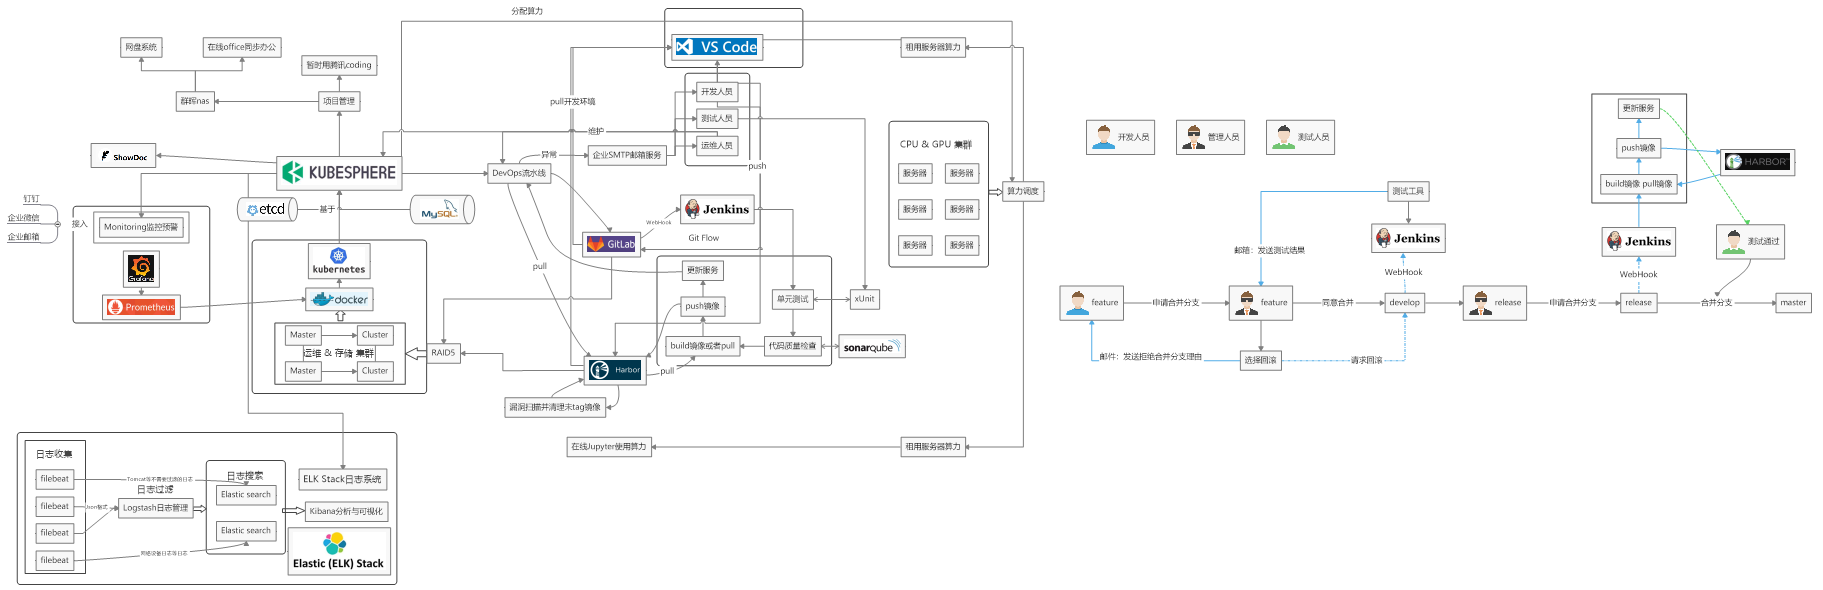 分配算力
网盘系统
在线office同步办公
暂时用腾讯coding
群晖nas
项目管理
VS Code
租用服务器算力
pull开发环境
开发人员
测试人员
运维人员
维护
异常
企业SMTP邮箱服务
push
ShowDoc
KUBESPHERE
DevOps流水线
CPU & GPU 集群
服务器
服务器
服务器
服务器
服务器
服务器
算力调度
钉钉
企业微信
企业邮箱
接入
Monitoring监控预警
Grafana
Prometheus
etcd
基于
MySQL
kubernetes
docker
Master
Cluster
运维 & 存储 集群
Master
Cluster
RAID5
WebHook
Jenkins
Git Flow
GitLab
pull
更新服务
push镜像
build镜像或者pull
单元测试
xUnit
代码质量检查
sonarqube
Harbor
pull
漏洞扫描并清理未tag镜像
在线Jupyter使用算力
租用服务器算力
日志收集
filebeat
filebeat
filebeat
filebeat
Tomcat等不需要过滤的日志
Json格式
网络设备日志等日志
日志过滤
Logstash日志管理
日志搜索
Elastic search
Elastic search
ELK Stack日志系统
Kibana分析与可视化
Elastic (ELK) Stack
开发人员
管理人员
测试人员
测试工具
Jenkins
WebHook
邮箱：发送测试结果
feature
申请合并分支
feature
同意合并
develop
release
申请合并分支
release
合并分支
master
邮件：发送拒绝合并分支理由
选择回滚
请求回滚
更新服务
push镜像
build镜像 pull镜像
HARBOR
Jenkins
WebHook
测试通过